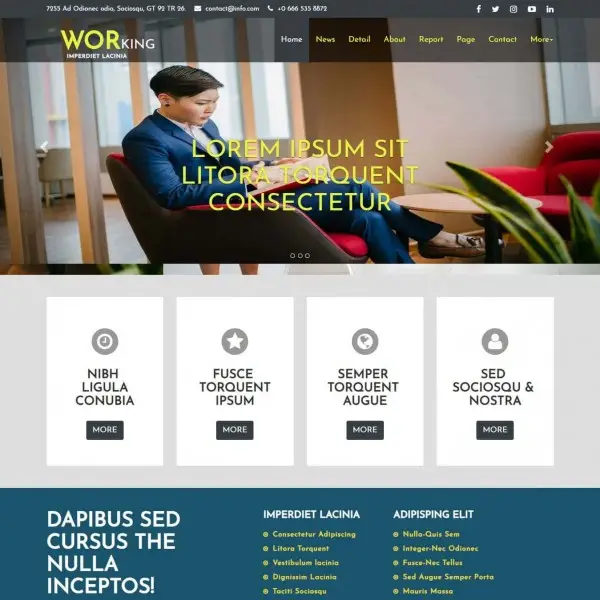 7255 Ad Odionec odio, Sociosqu, GT 92 TR 26. contact@info.com +0 666 555 8872
WORKING
IMPERDIET LACINIA
Home News Detail About Report Page Contact More
LOREM IPSUM SIT
LITORA TORQUENT
CONSECTETUR
NIBH
LIGULA
CONUBIA
MORE
FUSCE
TORQUENT
IPSUM
MORE
SEMPER
TORQUENT
AUGUE
MORE
SED
SOCIOSQU &
NOSTRA
MORE
DAPIBUS SED
CURSUS THE
NULLA
INCEPTOS!
IMPERDIET LACINIA
Consectetur Adipiscing
Litora Torquent
Vestibulum lacinia
Dignissim Lacinia
Taciti Sociosqu
ADIPISPING ELIT
Nulla-Quis Sem
Integer-Nec Odionec
Fusce-Nec Tellus
Sed Augue Semper Porta
Mauris Massa